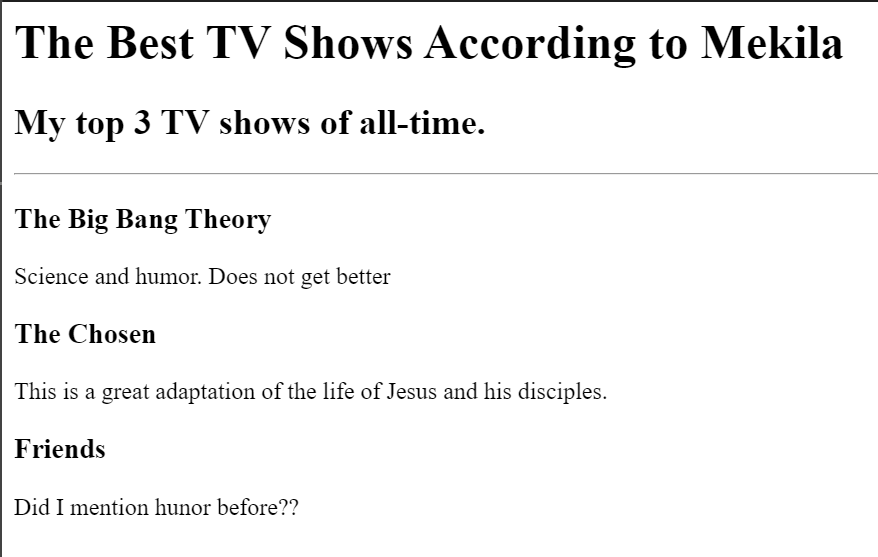 The Best TV Shows According to Mekila
My top 3 TV shows of all-time.
The Big Bang Theory
Science and humor. Does not get better
The Chosen
This is a great adaptation of the life of Jesus and his disciples.
Friends
Did I mention hunor before??